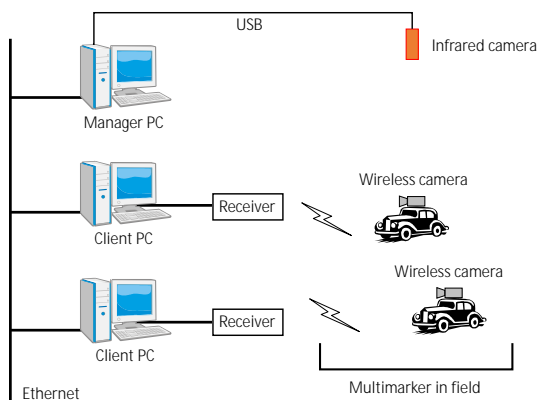 USB
Infrared camera
Manager PC
Wireless camera
Receiver
Client PC
Wireless camera
Receiver
Client PC
Multimarker in field
Ethernet